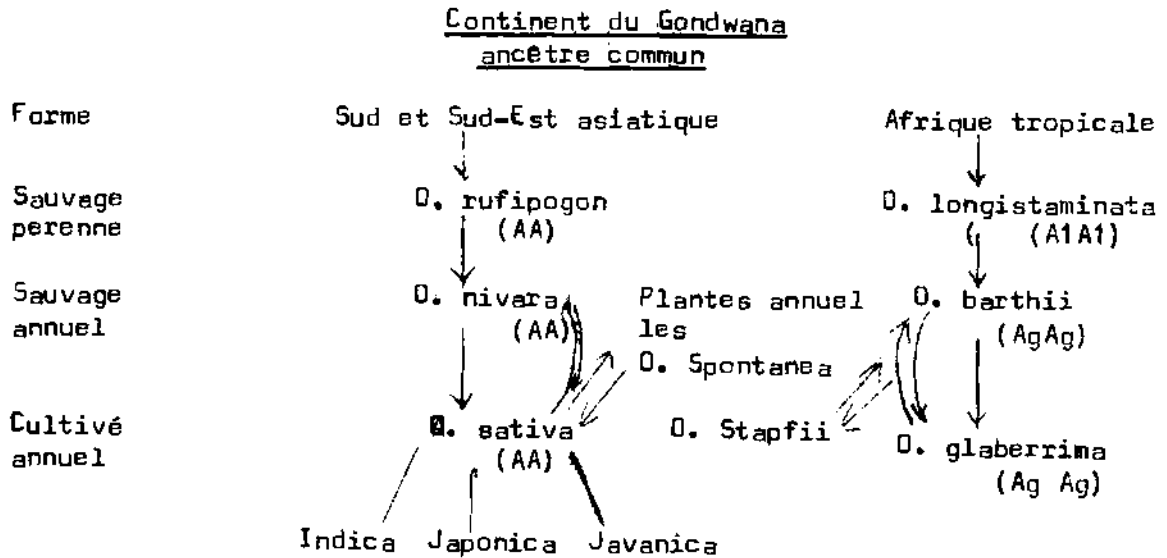 Continent du Gondwana
ancêtre commun
Forme Sud et Sud-Est asiatique Afrique tropicale
Sauvage O. rufipogon O. longistaminata
perenne (AA) ( (A1A1)
Sauvage O. nivara Plantes annuel O. barthii
annuel (AA) les (AgAg)
O. Spontanea
Cultivé O. sativa O. Stapfii O. glaberrima
annuel (AA) (Ag Ag)
Indica Japonica Javanica